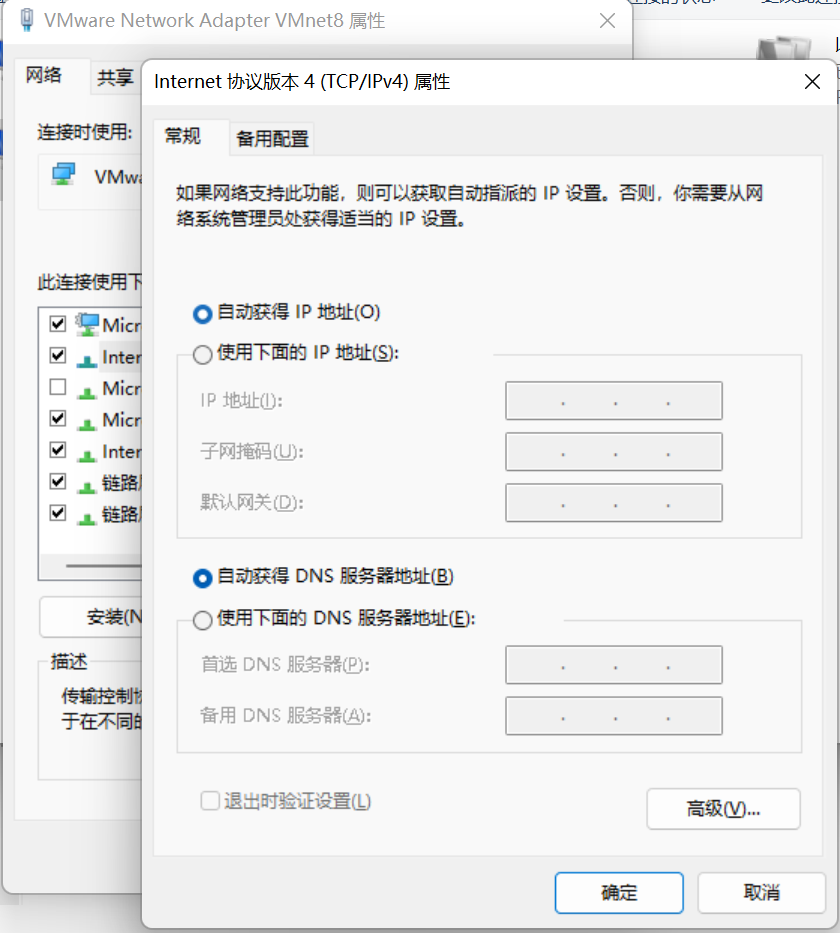 VMware Network Adapter VMnet8 属性
网络
共享
连接时使用:
VMwa
此连接使用下
Micr
Inter
Micr
Micr
Inter
链路
链路
安装(N
描述
传输控制协
于在不同的
Internet 协议版本 4 (TCP/IPv4) 属性
常规
备用配置
如果网络支持此功能，则可以获取自动指派的 IP 设置。否则，你需要从网
络系统管理员处获得适当的 IP 设置。
自动获得 IP 地址(O)
使用下面的 IP 地址(S):
IP 地址(I):
子网掩码(U):
默认网关(D):
自动获得 DNS 服务器地址(B)
使用下面的 DNS 服务器地址(E):
首选 DNS 服务器(P):
备用 DNS 服务器(A):
退出时验证设置(L)
高级(V)...
确定
取消